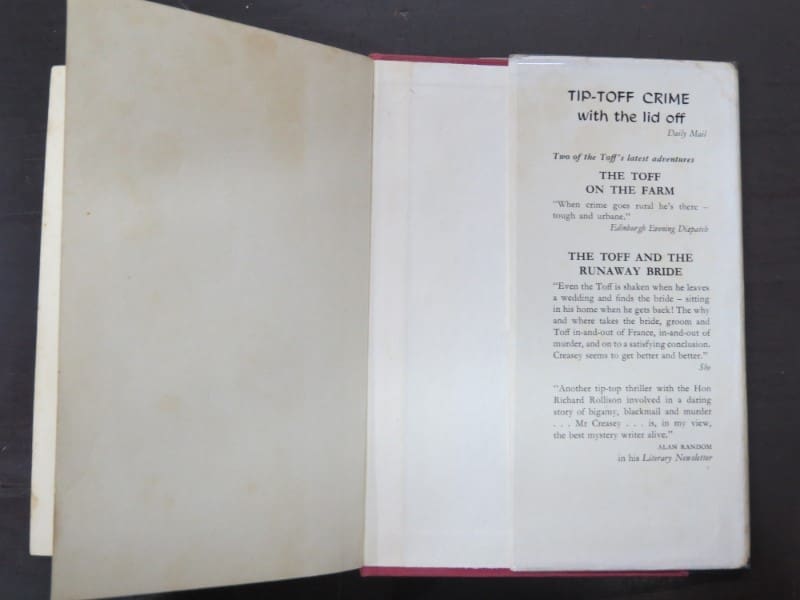 TIP-TOFF CRIME
with the lid off
Daily Mail
Two of the Toff's latest adventures
THE TOFF
ON THE FARM
"When crime goes rural he's there –
tough and urbane."
Edinburgh Evening Dispatch
THE TOFF AND THE
RUNAWAY BRIDE
"Even the Toff is shaken when he leaves
a wedding and finds the bride – sitting
in his home when he gets back! The why
and where takes the bride, groom and
Toff in-and-out of France, in-and-out of
murder, and on to a satisfying conclusion.
Creasey seems to get better and better."
She
"Another tip-top thriller with the Hon
Richard Rollison involved in a daring
story of bigamy, blackmail and murder
. . . Mr Creasey . . . is, in my view,
the best mystery writer alive."
ALAN RANDOM
in his Literary Newsletter